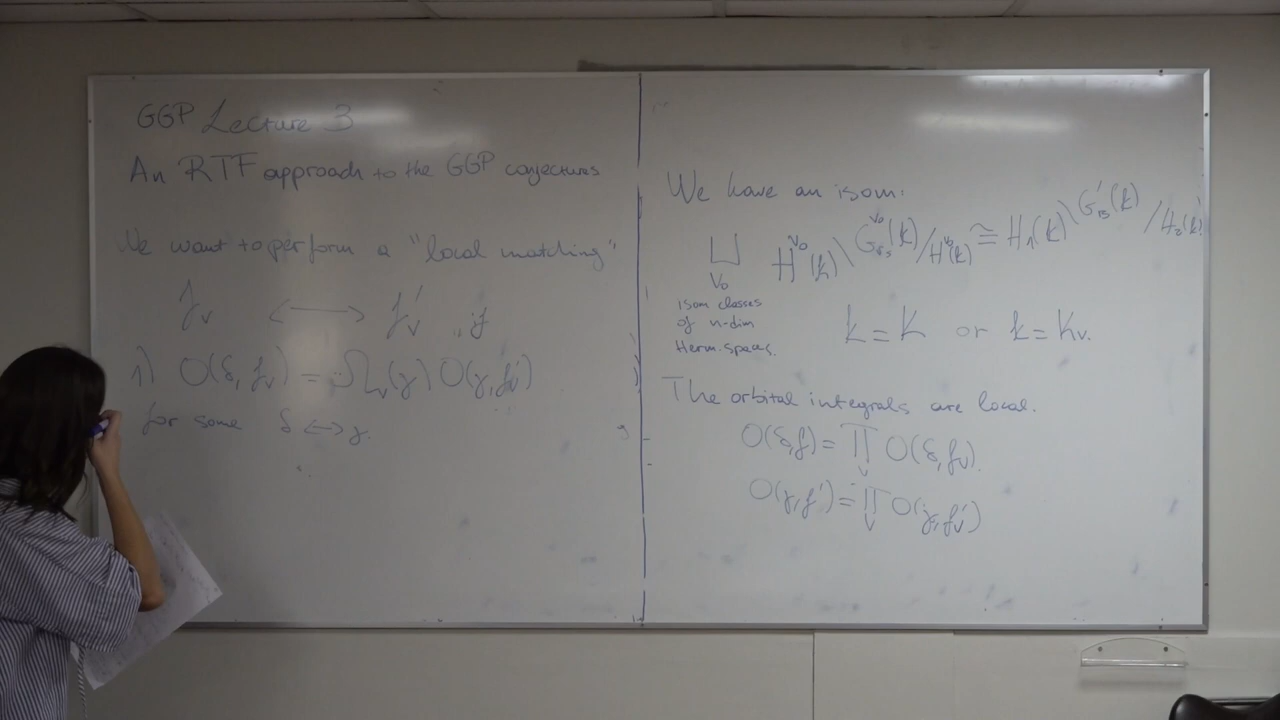 GGP Lecture 3
An RTF approach to the GGP conjectures
We want to perform a "local matching"
f_v ⟷ f'_v , if
1) O(δ, f_v) = Ω_v(γ) O(γ, f'_v)
for some δ ⟷ γ.
We have an isom:
⊔_{V_0} H^{V_0}(k) \ G^{V_0}_{rs}(k) / H^{V_0}(k) ≅ H_1(k) \ G'_{rs}(k) / H_2(k)
isom classes
of n-dim
Herm. spaces.
k = K or k = K_v.
The orbital integrals are local.
O(δ, f) = ∏_v O(δ, f_v).
O(γ, f') = ∏_v O(γ, f'_v)